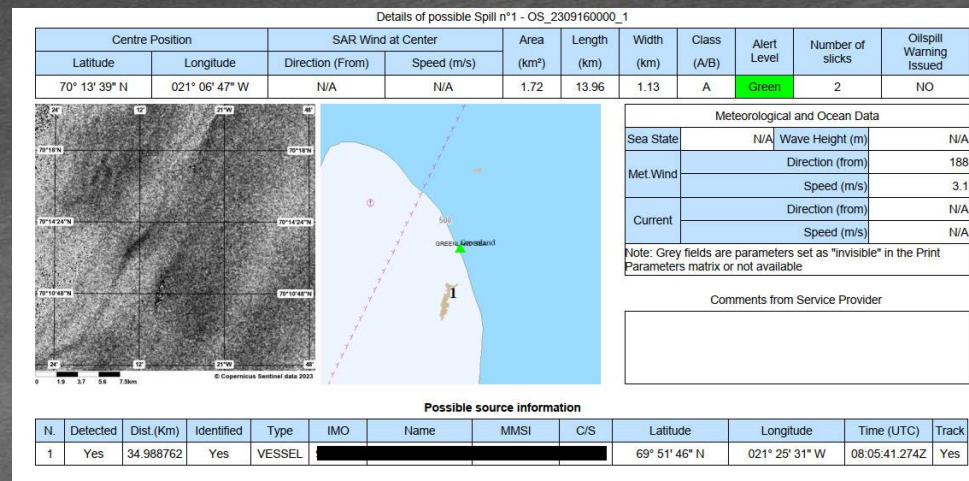 Details of possible Spill n°1 - OS_2309160000_1
Centre Position SAR Wind at Center Area Length Width Class Alert Level Number of slicks Oilspill Warning Issued
Latitude Longitude Direction (From) Speed (m/s) (km²) (km) (km) (A/B)
70° 13' 39" N 021° 06' 47" W N/A N/A 1.72 13.96 1.13 A Green 2 NO
24' 12' 21°W 48'
70°18'N 70°18'N
70°14'24"N 70°14'24"N
70°10'48"N 70°10'48"N
24' 12' 21°W 48'
© Copernicus Sentinel data 2023
0 1.9 3.7 5.6 7.5km
500
GREENLAND SEA
Greenland
1
Meteorological and Ocean Data
Sea State N/A Wave Height (m) N/A
Met.Wind Direction (from) 188
Speed (m/s) 3.1
Current Direction (from) N/A
Speed (m/s) N/A
Note: Grey fields are parameters set as "invisible" in the Print
Parameters matrix or not available
Comments from Service Provider
Possible source information
N. Detected Dist.(Km) Identified Type IMO Name MMSI C/S Latitude Longitude Time (UTC) Track
1 Yes 34.988762 Yes VESSEL 69° 51' 46" N 021° 25' 31" W 08:05:41.274Z Yes